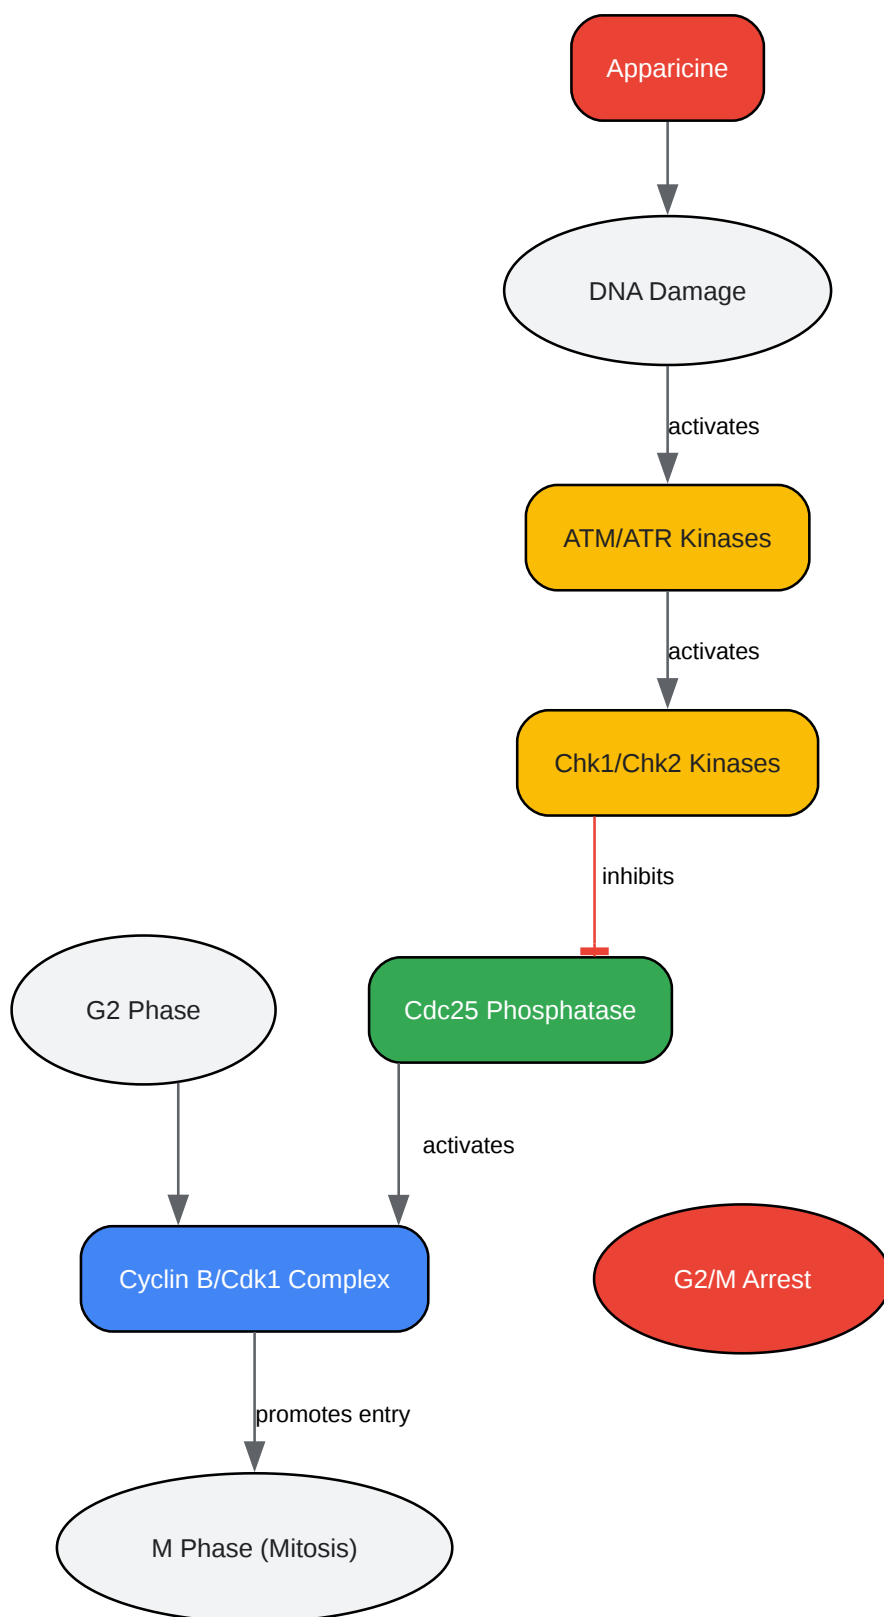 Apparicine
DNA Damage
activates
ATM/ATR Kinases
activates
Chk1/Chk2 Kinases
inhibits
G2 Phase
Cdc25 Phosphatase
activates
Cyclin B/Cdk1 Complex
G2/M Arrest
promotes entry
M Phase (Mitosis)